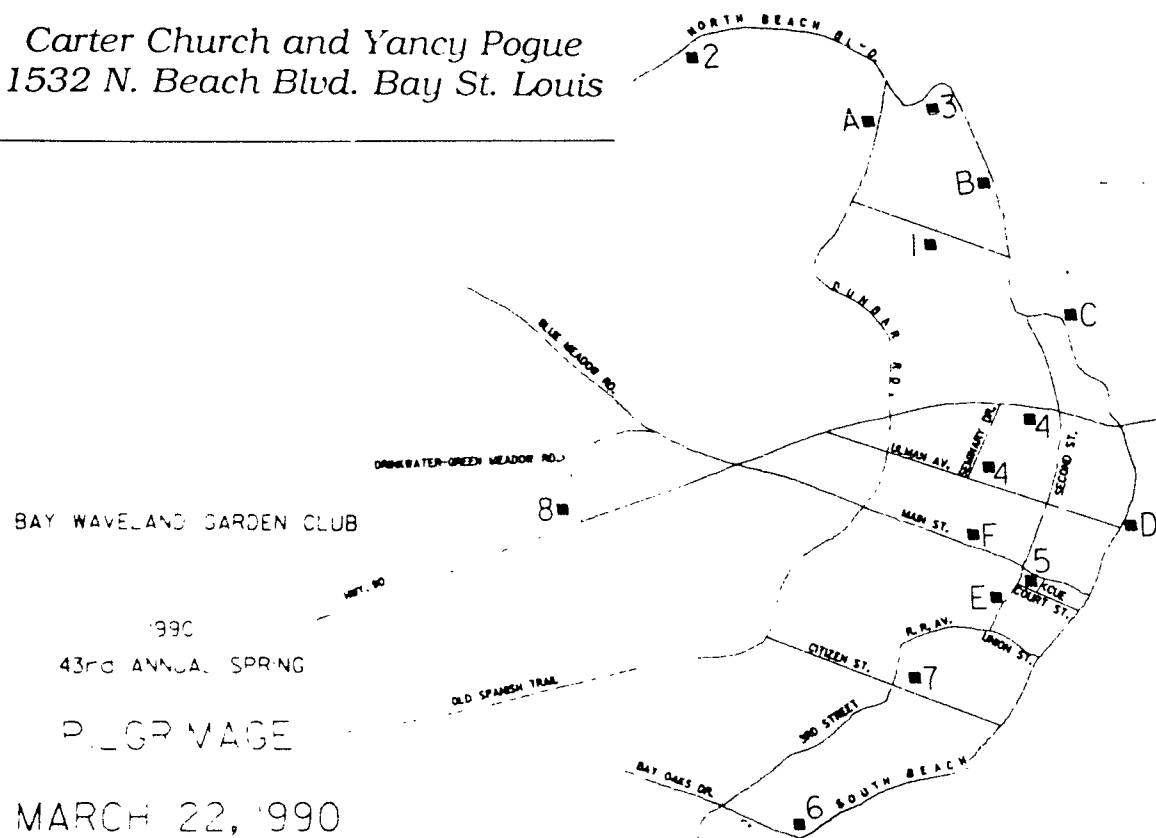 Carter Church and Yancy Pogue
1532 N. Beach Blvd. Bay St. Louis
NORTH BEACH BLVD
2
A
3
B
1
DUNBAR RD.
C
BLUE MEADOW RD.
4
SEMINARY DR.
ULMAN AV.
4
SECOND ST.
DRINKWATER-GREEN MEADOW RD.
8
BAY WAVELAND GARDEN CLUB
MAIN ST.
F
D
5
E
COURT ST.
HWY. 90
1990
43rd ANNUAL SPRING
PILGRIMAGE
MARCH 22, 1990
R.R. AV.
UNION ST.
CITIZEN ST.
7
OLD SPANISH TRAIL
3RD STREET
BAY OAKS DR.
6
SOUTH BEACH